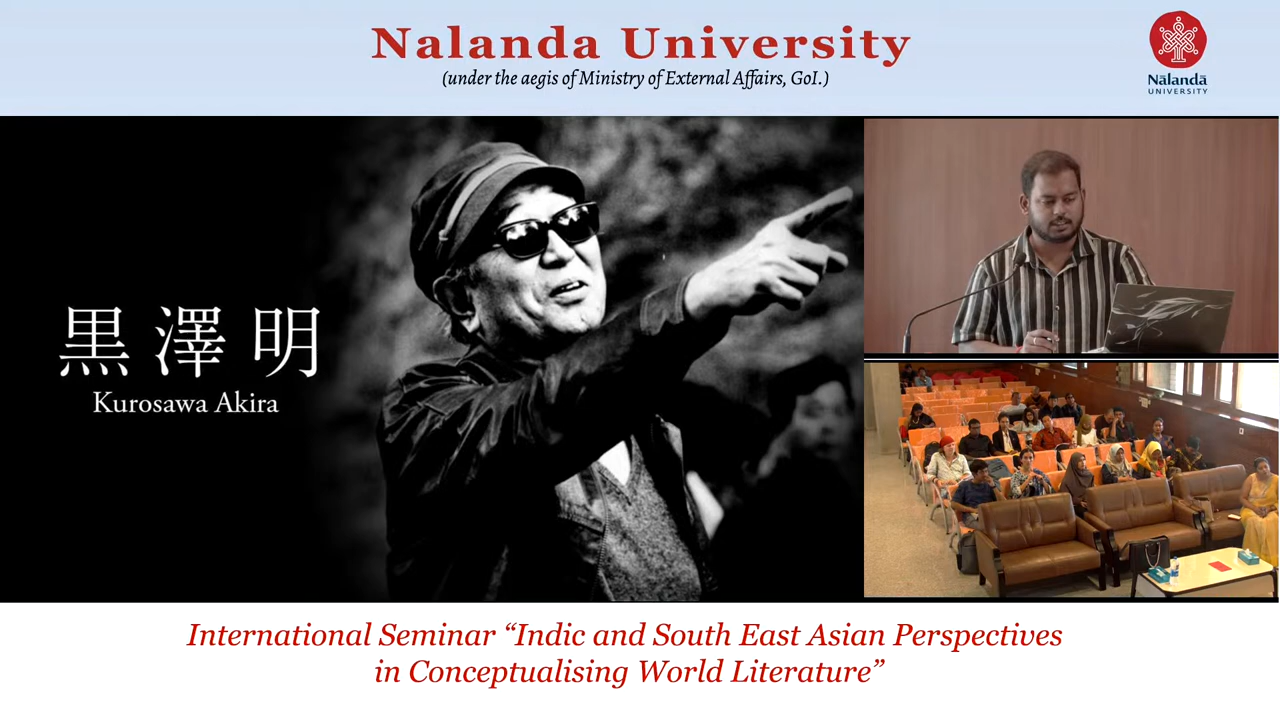 Nalanda University
(under the aegis of Ministry of External Affairs, GoI.)
Nālandā
UNIVERSITY
黒澤明
Kurosawa Akira
International Seminar “Indic and South East Asian Perspectives
in Conceptualising World Literature”